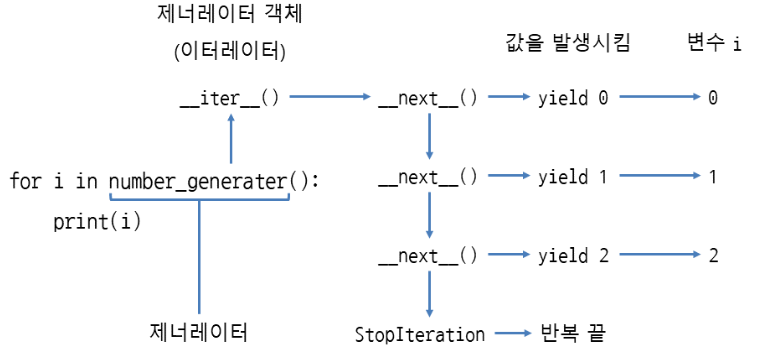 제너레이터 객체
(이터레이터)
값을 발생시킴
변수 i
__iter__()
__next__()
yield 0
0
for i in number_generater():
print(i)
__next__()
yield 1
1
__next__()
yield 2
2
제너레이터
StopIteration
반복 끝